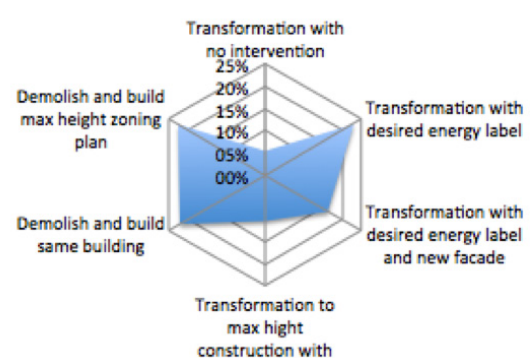 Transformation with
no intervention
25%
20%
15%
10%
05%
00%
Transformation with
desired energy label
Transformation with
desired energy label
and new facade
Transformation to
max hight
construction with
Demolish and build
same building
Demolish and build
max height zoning
plan